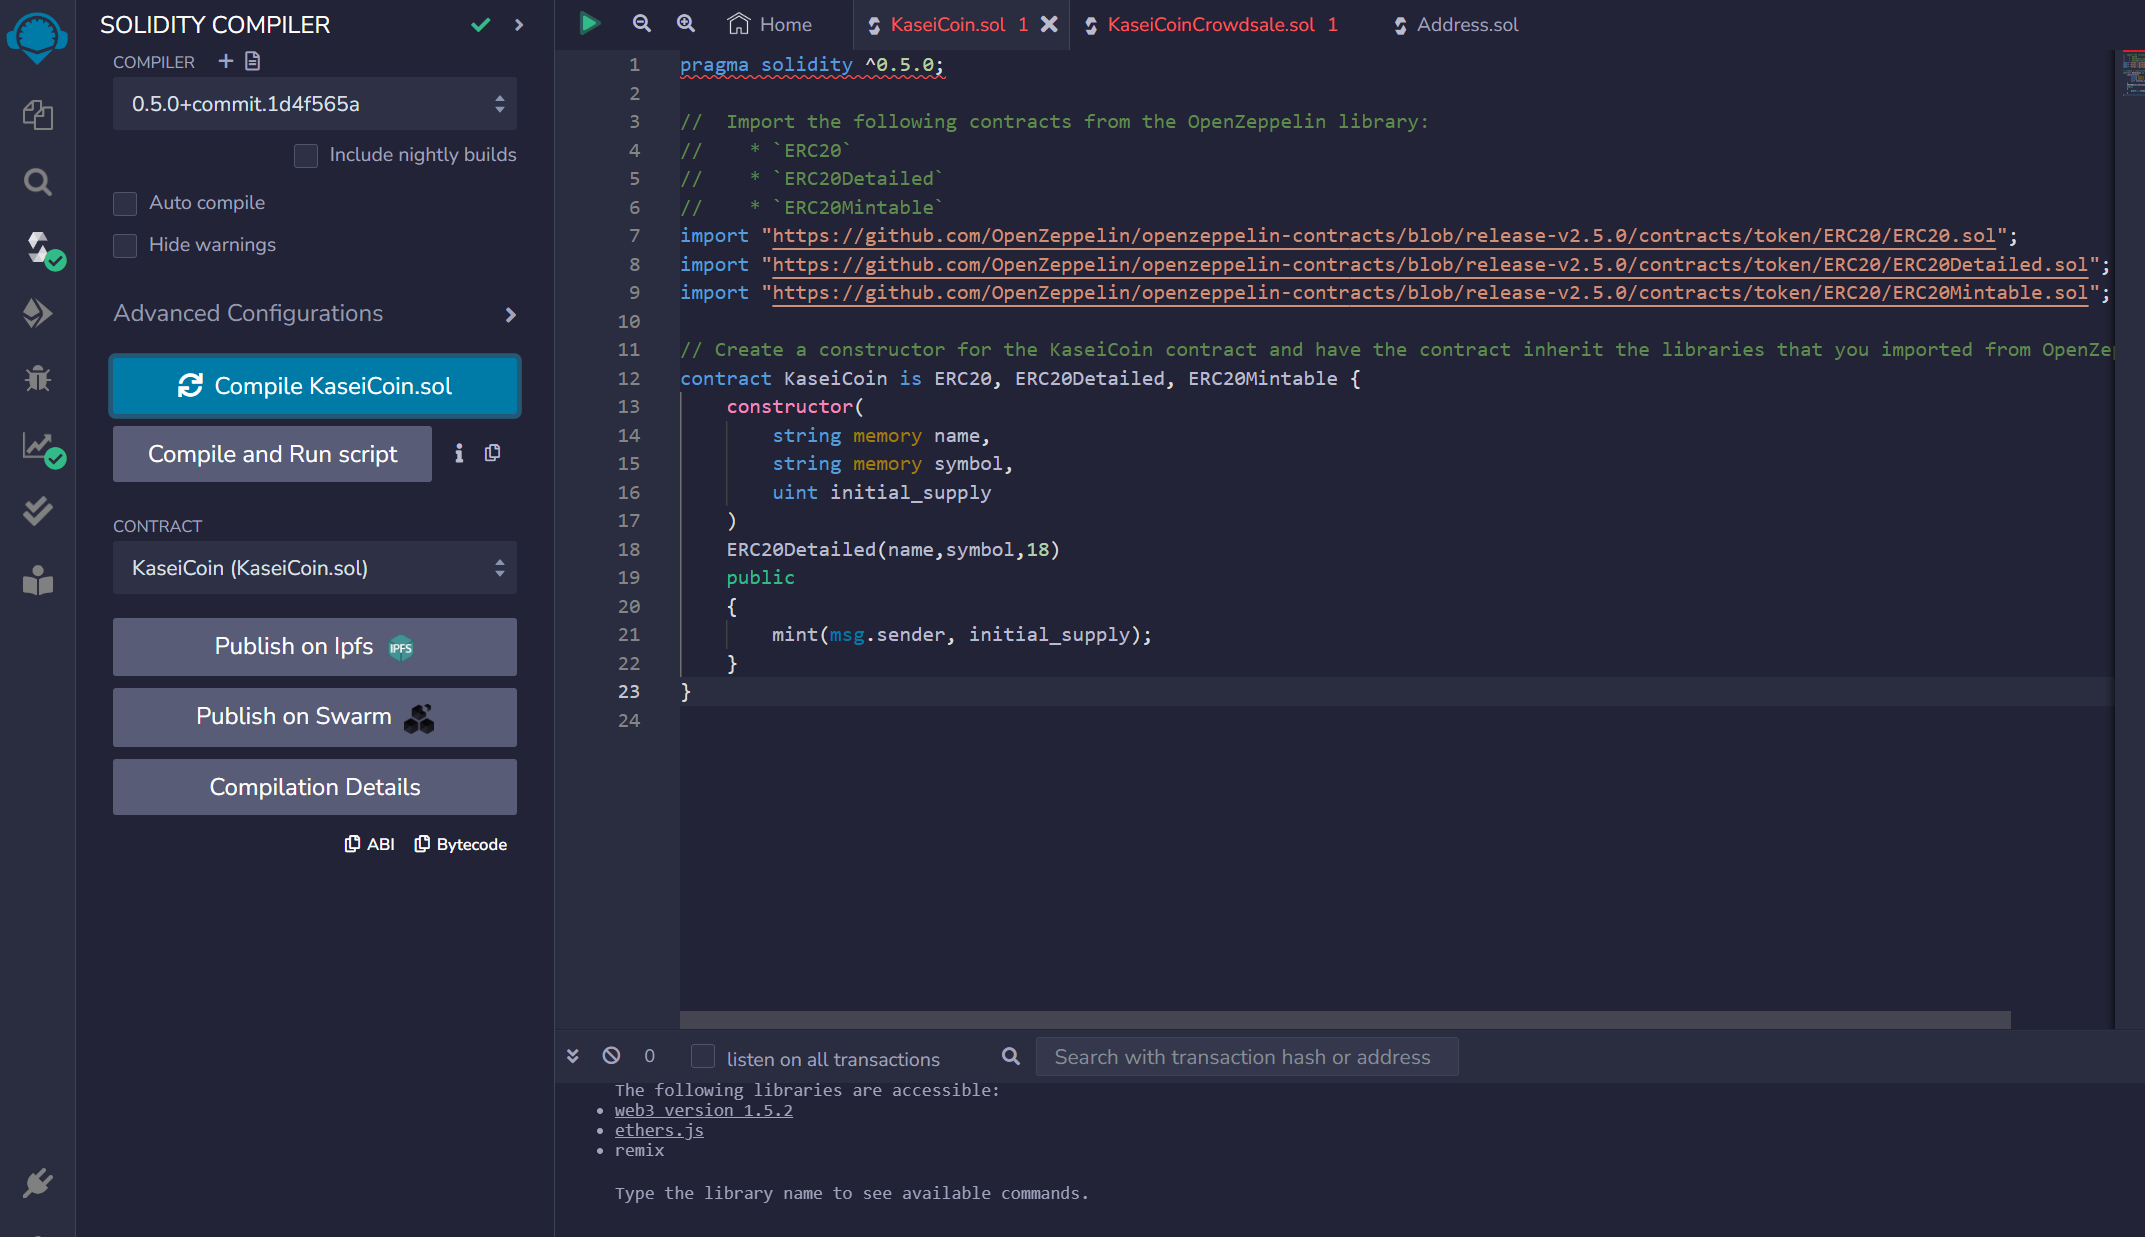 SOLIDITY COMPILER
COMPILER
0.5.0+commit.1d4f565a
Include nightly builds
Auto compile
Hide warnings
Advanced Configurations
Compile KaseiCoin.sol
Compile and Run script
CONTRACT
KaseiCoin (KaseiCoin.sol)
Publish on Ipfs
IPFS
Publish on Swarm
Compilation Details
ABI
Bytecode
Home
KaseiCoin.sol 1
KaseiCoinCrowdsale.sol 1
Address.sol
1 pragma solidity ^0.5.0;
2
3 //  Import the following contracts from the OpenZeppelin library:
4 //    * `ERC20`
5 //    * `ERC20Detailed`
6 //    * `ERC20Mintable`
7 import "https://github.com/OpenZeppelin/openzeppelin-contracts/blob/release-v2.5.0/contracts/token/ERC20/ERC20.sol";
8 import "https://github.com/OpenZeppelin/openzeppelin-contracts/blob/release-v2.5.0/contracts/token/ERC20/ERC20Detailed.sol";
9 import "https://github.com/OpenZeppelin/openzeppelin-contracts/blob/release-v2.5.0/contracts/token/ERC20/ERC20Mintable.sol";
10
11 // Create a constructor for the KaseiCoin contract and have the contract inherit the libraries that you imported from OpenZe
12 contract KaseiCoin is ERC20, ERC20Detailed, ERC20Mintable {
13     constructor(
14         string memory name,
15         string memory symbol,
16         uint initial_supply
17     )
18     ERC20Detailed(name,symbol,18)
19     public
20     {
21         mint(msg.sender, initial_supply);
22     }
23 }
24
0
listen on all transactions
Search with transaction hash or address
The following libraries are accessible:
• web3 version 1.5.2
• ethers.js
• remix
Type the library name to see available commands.